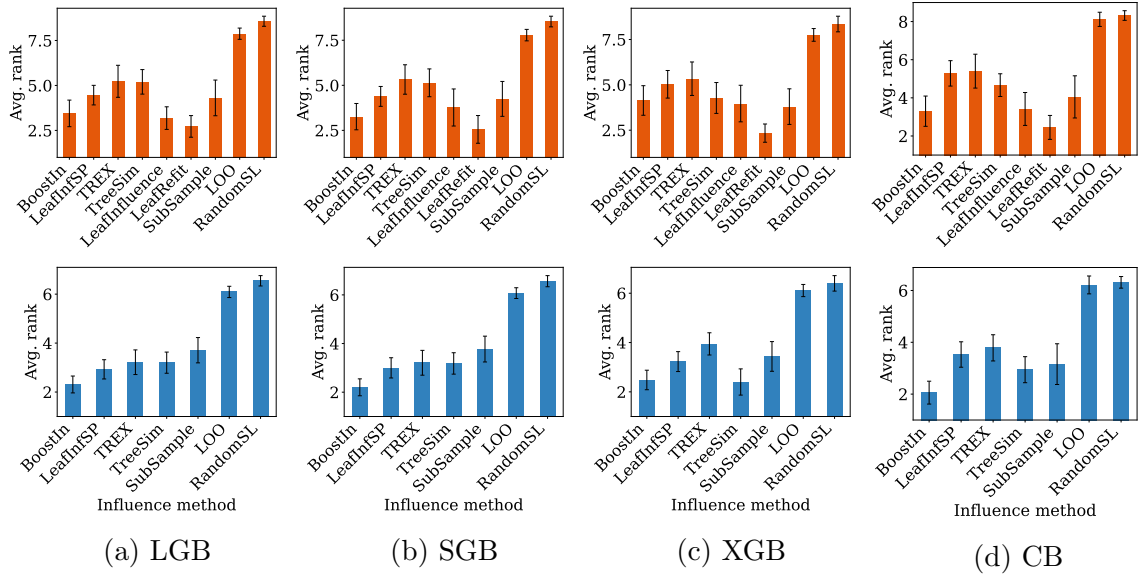 Avg. rank
7.5
5.0
2.5
BoostIn
LeafInfSP
TREX
TreeSim
LeafInfluence
LeafRefit
SubSample
LOO
RandomSL
Avg. rank
7.5
5.0
2.5
BoostIn
LeafInfSP
TREX
TreeSim
LeafInfluence
LeafRefit
SubSample
LOO
RandomSL
Avg. rank
7.5
5.0
2.5
BoostIn
LeafInfSP
TREX
TreeSim
LeafInfluence
LeafRefit
SubSample
LOO
RandomSL
Avg. rank
8
6
4
2
BoostIn
LeafInfSP
TREX
TreeSim
LeafInfluence
LeafRefit
SubSample
LOO
RandomSL
Avg. rank
6
4
2
BoostIn
LeafInfSP
TREX
TreeSim
SubSample
LOO
RandomSL
Influence method
(a) LGB
Avg. rank
6
4
2
BoostIn
LeafInfSP
TREX
TreeSim
SubSample
LOO
RandomSL
Influence method
(b) SGB
Avg. rank
6
4
2
BoostIn
LeafInfSP
TREX
TreeSim
SubSample
LOO
RandomSL
Influence method
(c) XGB
Avg. rank
6
4
2
BoostIn
LeafInfSP
TREX
TreeSim
SubSample
LOO
RandomSL
Influence method
(d) CB